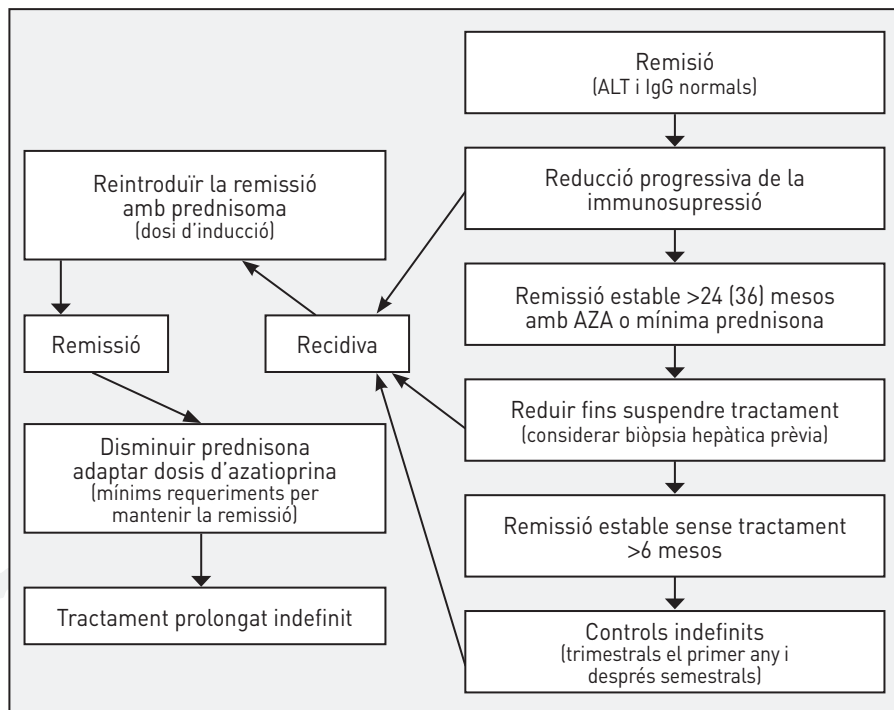 Remisió
(ALT i IgG normals)
Reducció progressiva de la
immunosupressió
Remissió estable >24 (36) mesos
amb AZA o mínima prednisona
Reduir fins suspendre tractament
(considerar biòpsia hepàtica prèvia)
Remissió estable sense tractament
>6 mesos
Controls indefinits
(trimestrals el primer any i
després semestrals)
Recidiva
Reintroduïr la remissió
amb prednisoma
(dosi d'inducció)
Remissió
Disminuir prednisona
adaptar dosis d'azatioprina
(mínims requeriments per
mantenir la remissió)
Tractament prolongat indefinit